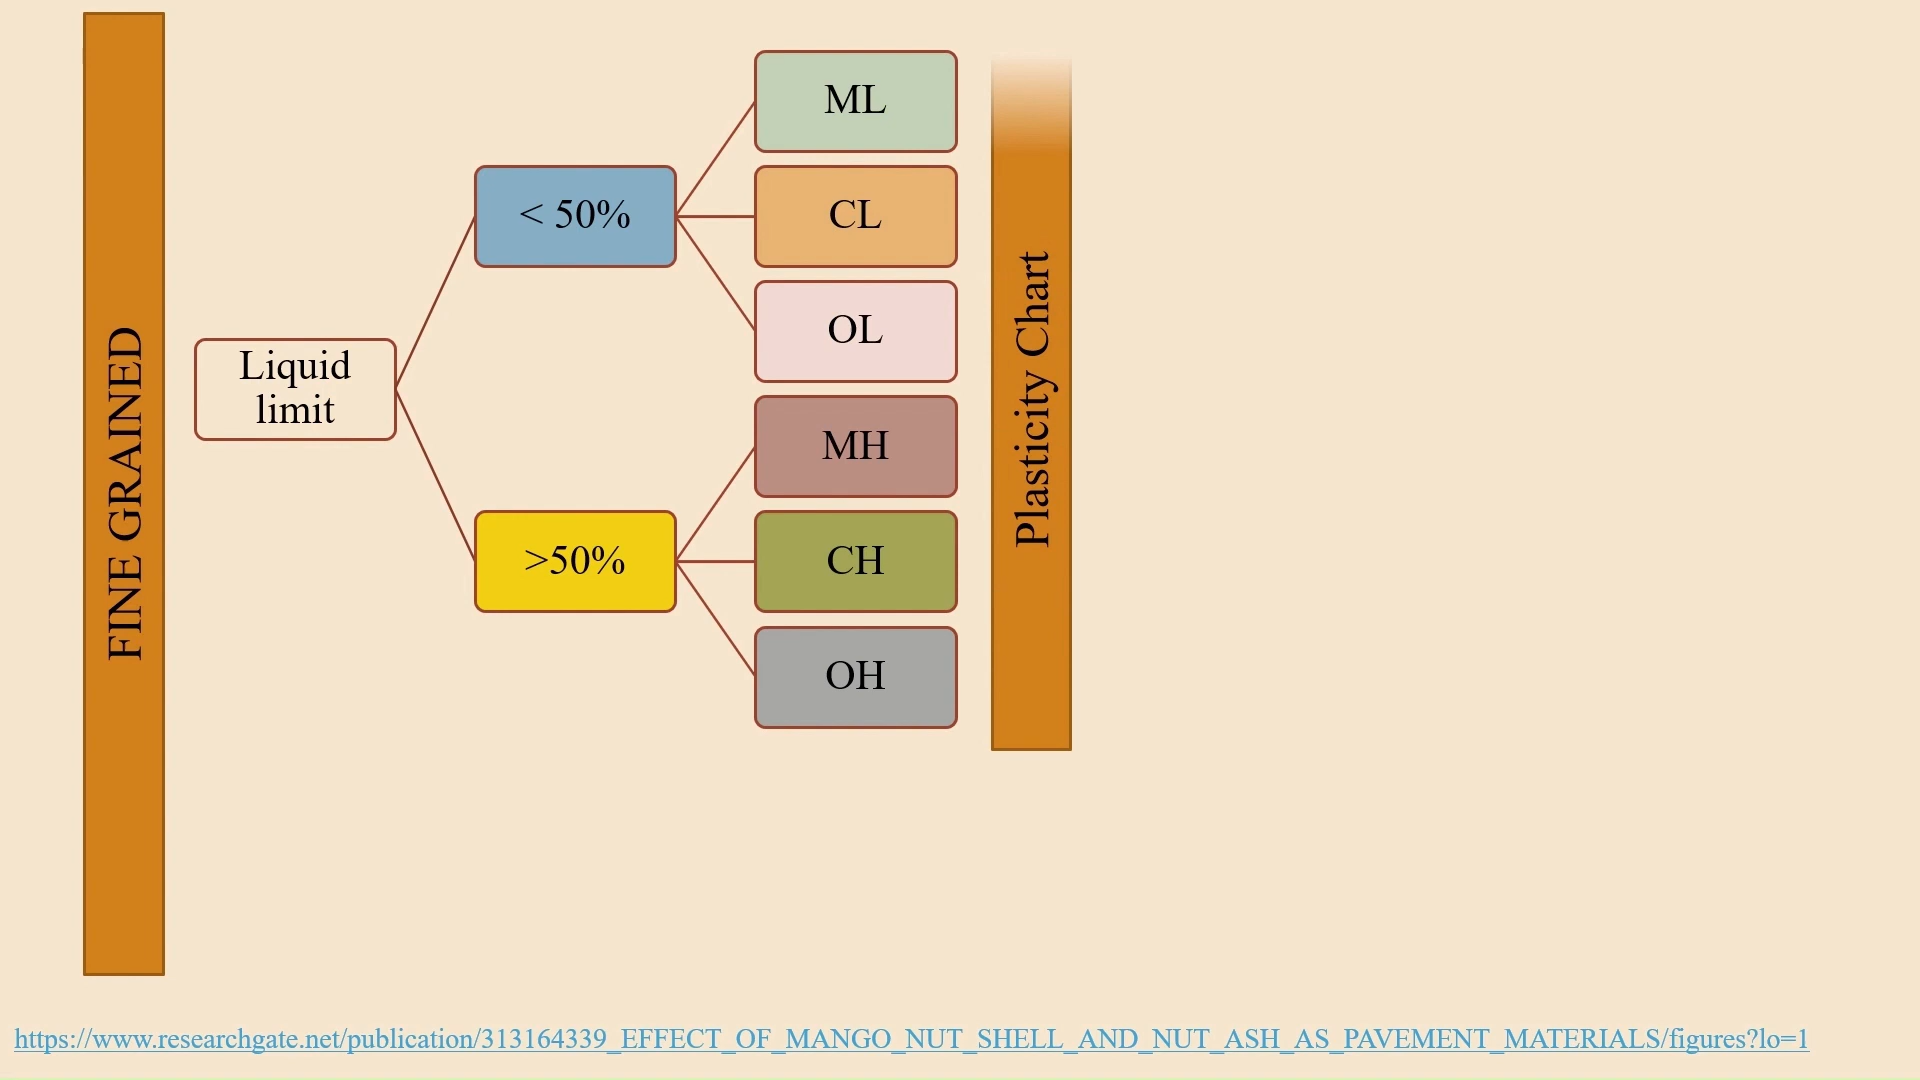 FINE GRAINED
Liquid
limit
< 50%
>50%
ML
CL
OL
MH
CH
OH
Plasticity Chart
https://www.researchgate.net/publication/313164339_EFFECT_OF_MANGO_NUT_SHELL_AND_NUT_ASH_AS_PAVEMENT_MATERIALS/figures?lo=1